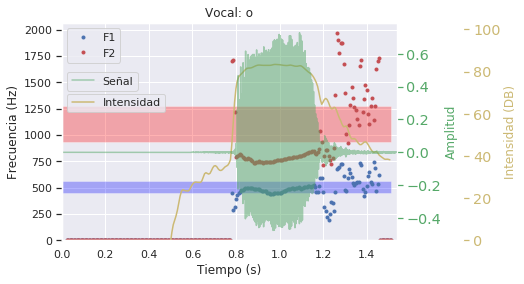 Vocal: o
F1
F2
Señal
Intensidad
Frecuencia (Hz)
2000
1750
1500
1250
1000
750
500
250
0
0.0 0.2 0.4 0.6 0.8 1.0 1.2 1.4
Tiempo (s)
0.6
0.4
0.2
0.0
−0.2
−0.4
Amplitud
100
80
60
40
20
0
Intensidad (DB)